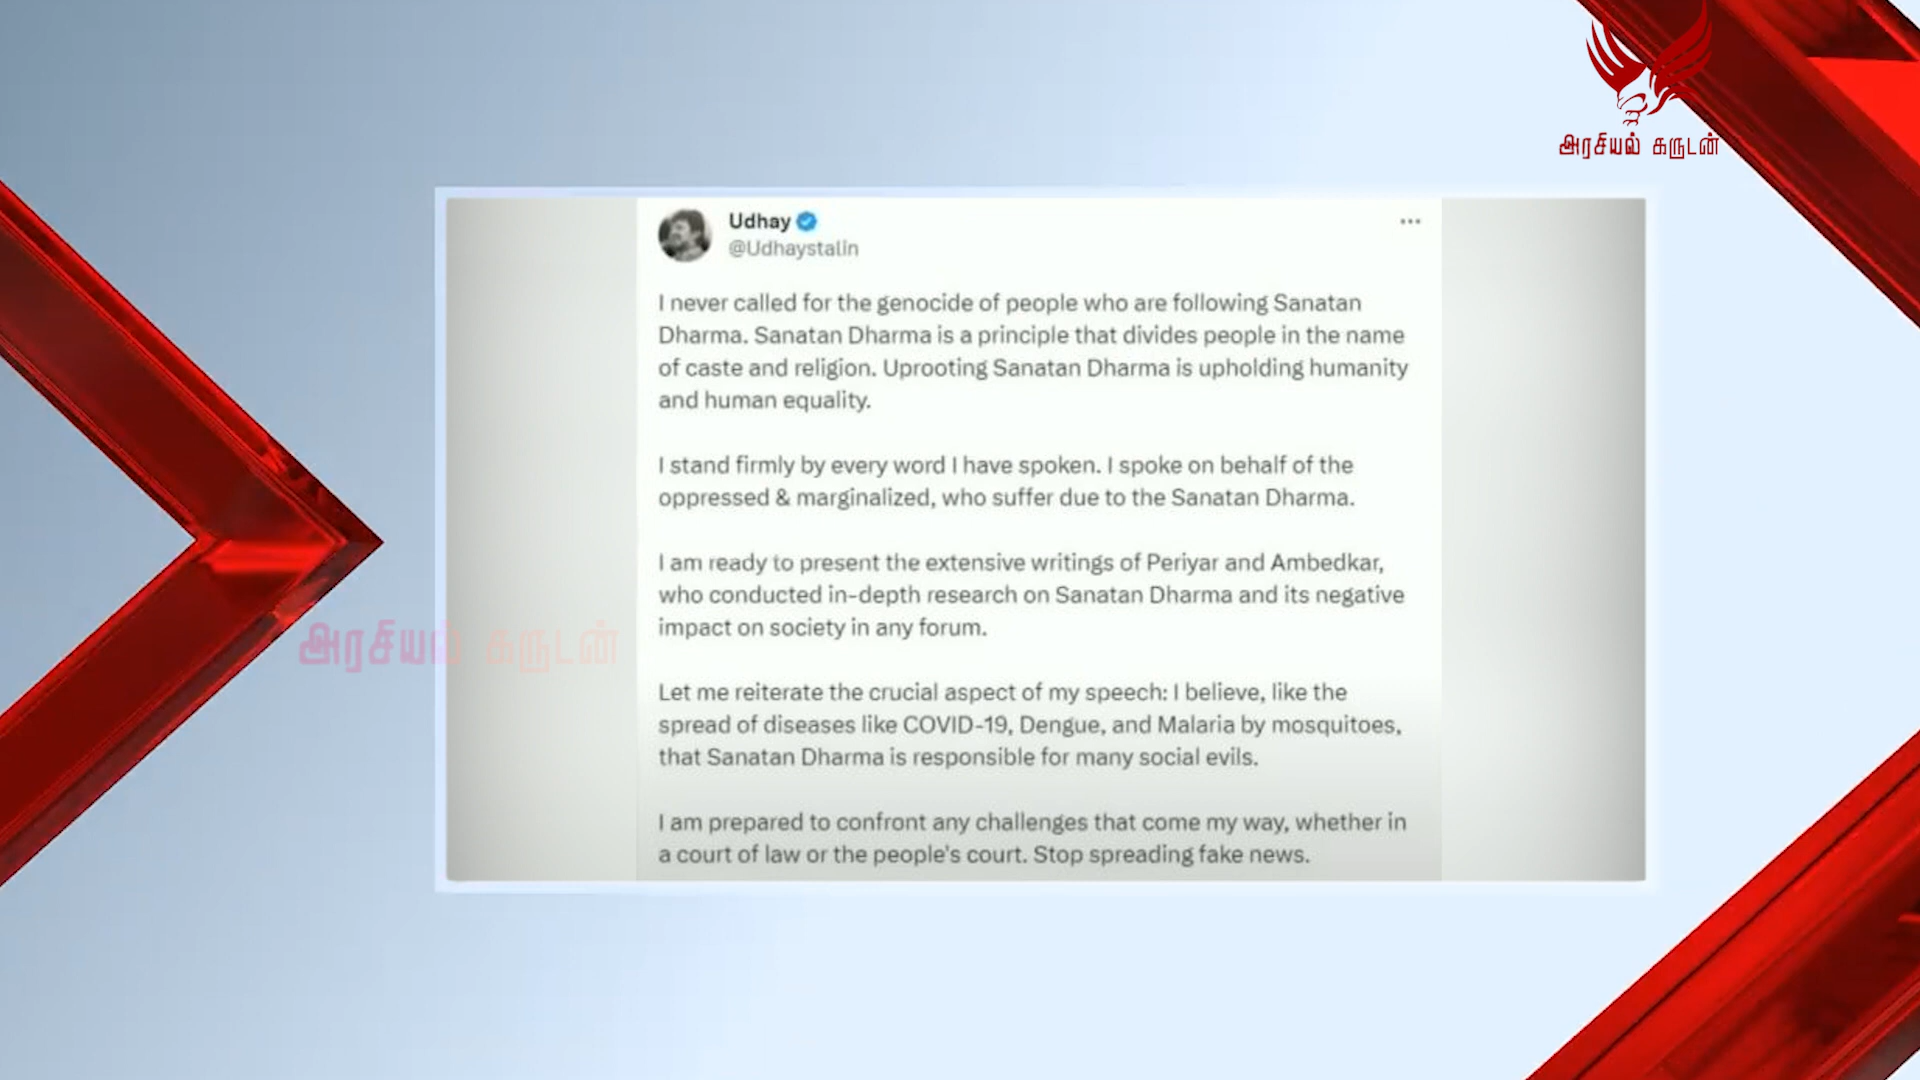 அரசியல் கருடன்
Udhay
@Udhaystalin
I never called for the genocide of people who are following Sanatan
Dharma. Sanatan Dharma is a principle that divides people in the name
of caste and religion. Uprooting Sanatan Dharma is upholding humanity
and human equality.
I stand firmly by every word I have spoken. I spoke on behalf of the
oppressed & marginalized, who suffer due to the Sanatan Dharma.
I am ready to present the extensive writings of Periyar and Ambedkar,
who conducted in-depth research on Sanatan Dharma and its negative
impact on society in any forum.
அரசியல் கருடன்
Let me reiterate the crucial aspect of my speech: I believe, like the
spread of diseases like COVID-19, Dengue, and Malaria by mosquitoes,
that Sanatan Dharma is responsible for many social evils.
I am prepared to confront any challenges that come my way, whether in
a court of law or the people's court. Stop spreading fake news.